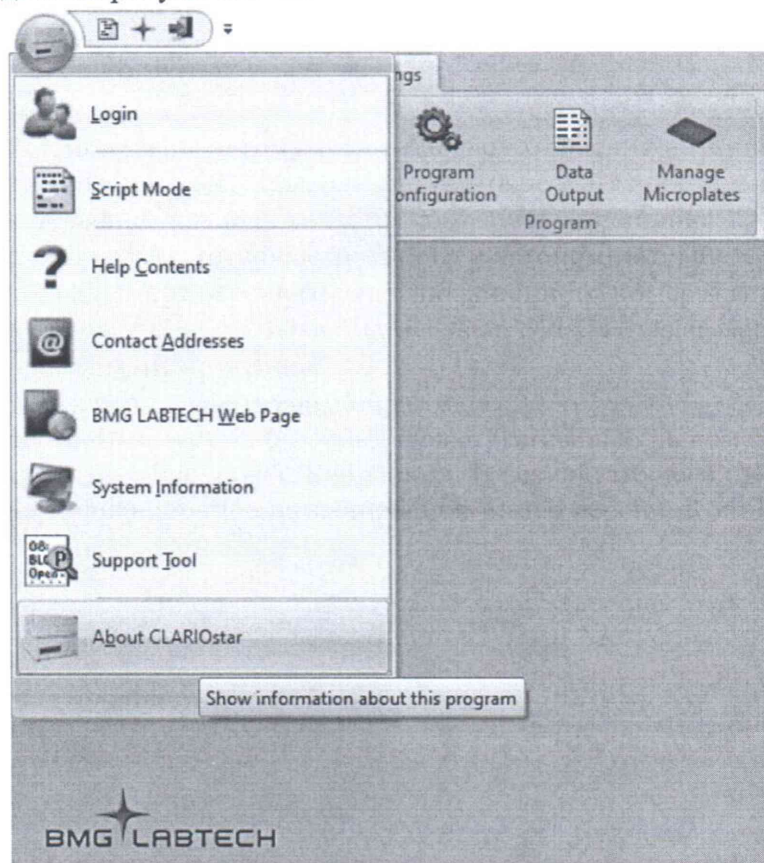 ngs
Login
Script Mode
Help Contents
Contact Addresses
BMG LABTECH Web Page
System Information
Support Tool
About CLARIOstar
Show information about this program
Program
onfiguration
Data
Output
Manage
Microplates
Program
BMG LABTECH